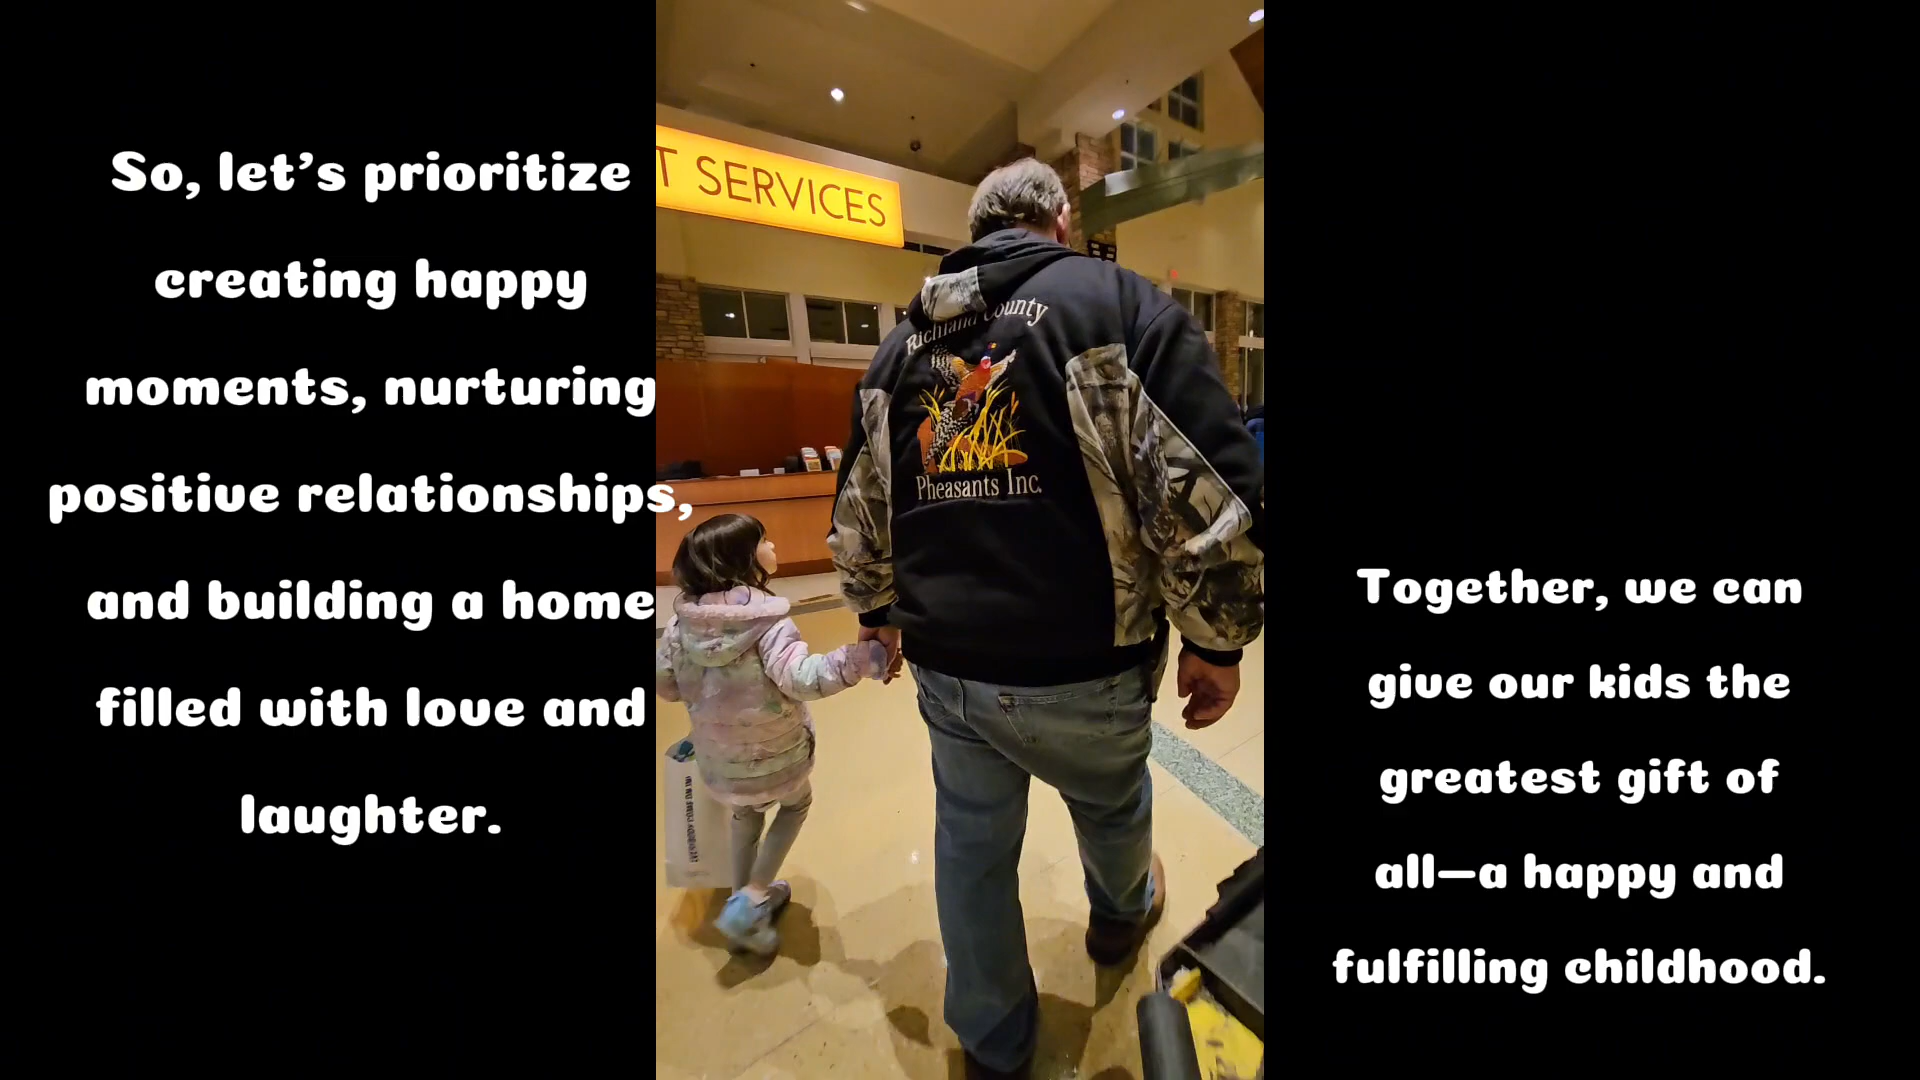 So, let's prioritize
creating happy
moments, nurturing
positive relationships,
and building a home
filled with love and
laughter.
T SERVICES
Richland County
Pheasants Inc.
Together, we can
give our kids the
greatest gift of
all—a happy and
fulfilling childhood.